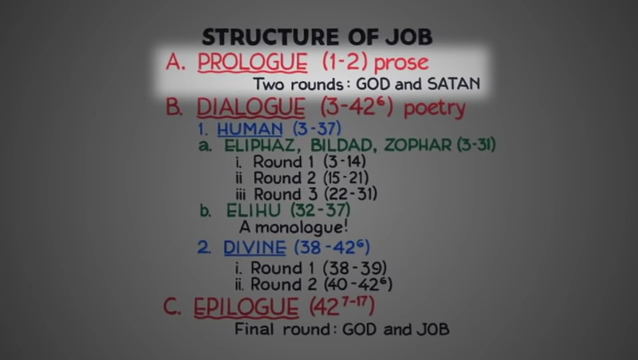 STRUCTURE OF JOB
A. PROLOGUE (1-2) prose
Two rounds: GOD and SATAN
B. DIALOGUE (3-42⁶) poetry
1. HUMAN (3-37)
a. ELIPHAZ, BILDAD, ZOPHAR (3-31)
i. Round 1 (3-14)
ii Round 2 (15-21)
iii Round 3 (22-31)
b. ELIHU (32-37)
A monologue!
2. DIVINE (38-42⁶)
i. Round 1 (38-39)
ii. Round 2 (40-42⁶)
C. EPILOGUE (42⁷⁻¹⁷)
Final round: GOD and JOB